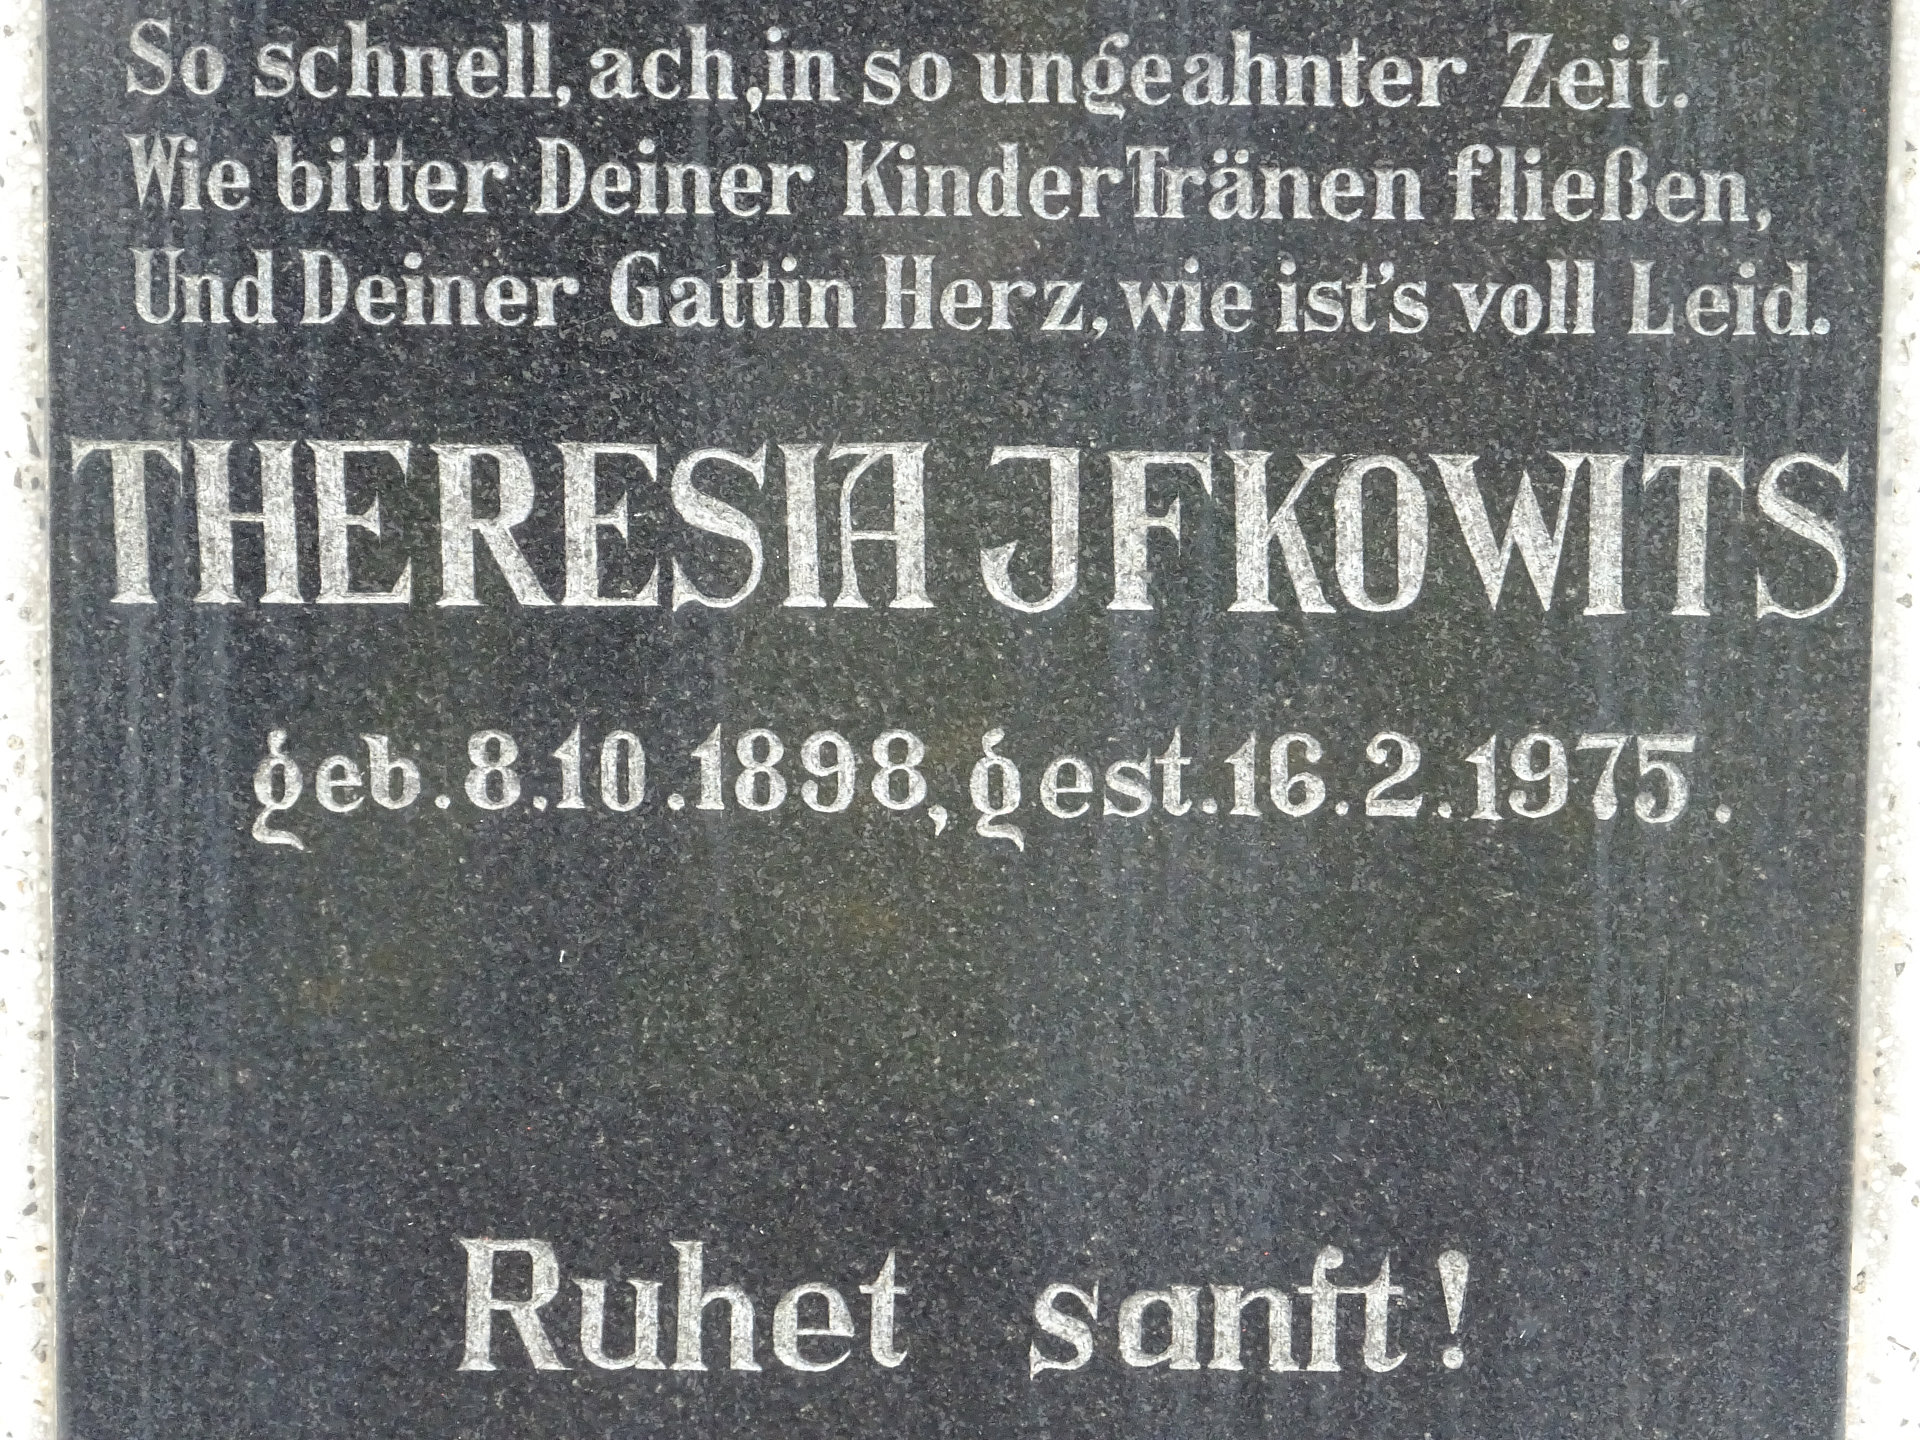 So schnell, ach, in so ungeahnter Zeit.
Wie bitter Deiner Kinder Tränen fließen,
Und Deiner Gattin Herz, wie ist's voll Leid.
THERESIA JFKOWITS
geb. 8.10.1898, gest. 16.2.1975.
Ruhet sanft!